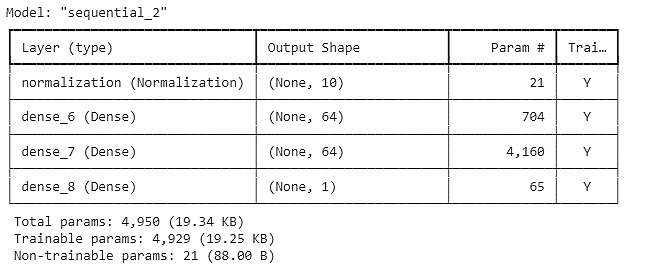 Model: "sequential_2"
Layer (type) Output Shape Param # Trai…
normalization (Normalization) (None, 10) 21 Y
dense_6 (Dense) (None, 64) 704 Y
dense_7 (Dense) (None, 64) 4,160 Y
dense_8 (Dense) (None, 1) 65 Y
Total params: 4,950 (19.34 KB)
Trainable params: 4,929 (19.25 KB)
Non-trainable params: 21 (88.00 B)